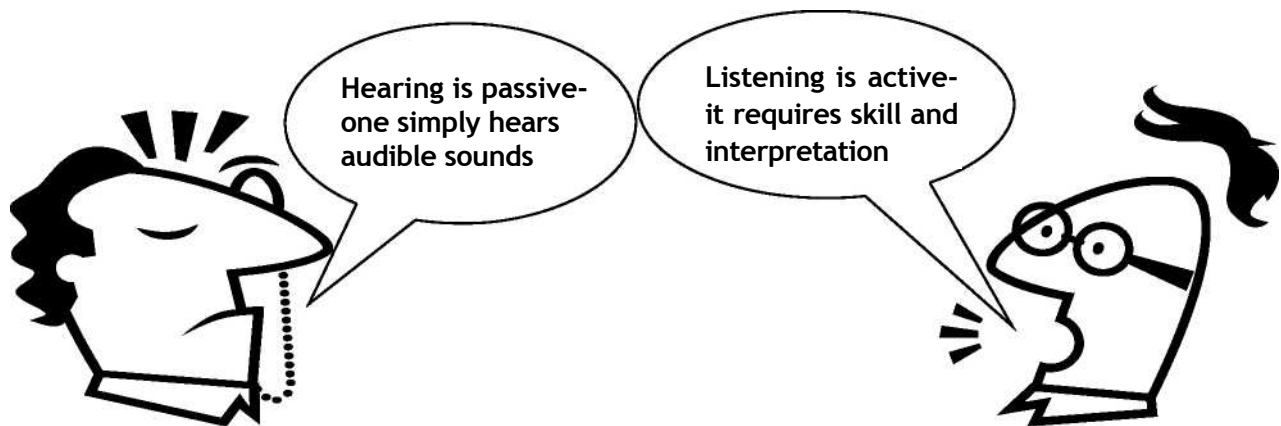 Hearing is passive-
one simply hears
audible sounds
Listening is active-
it requires skill and
interpretation